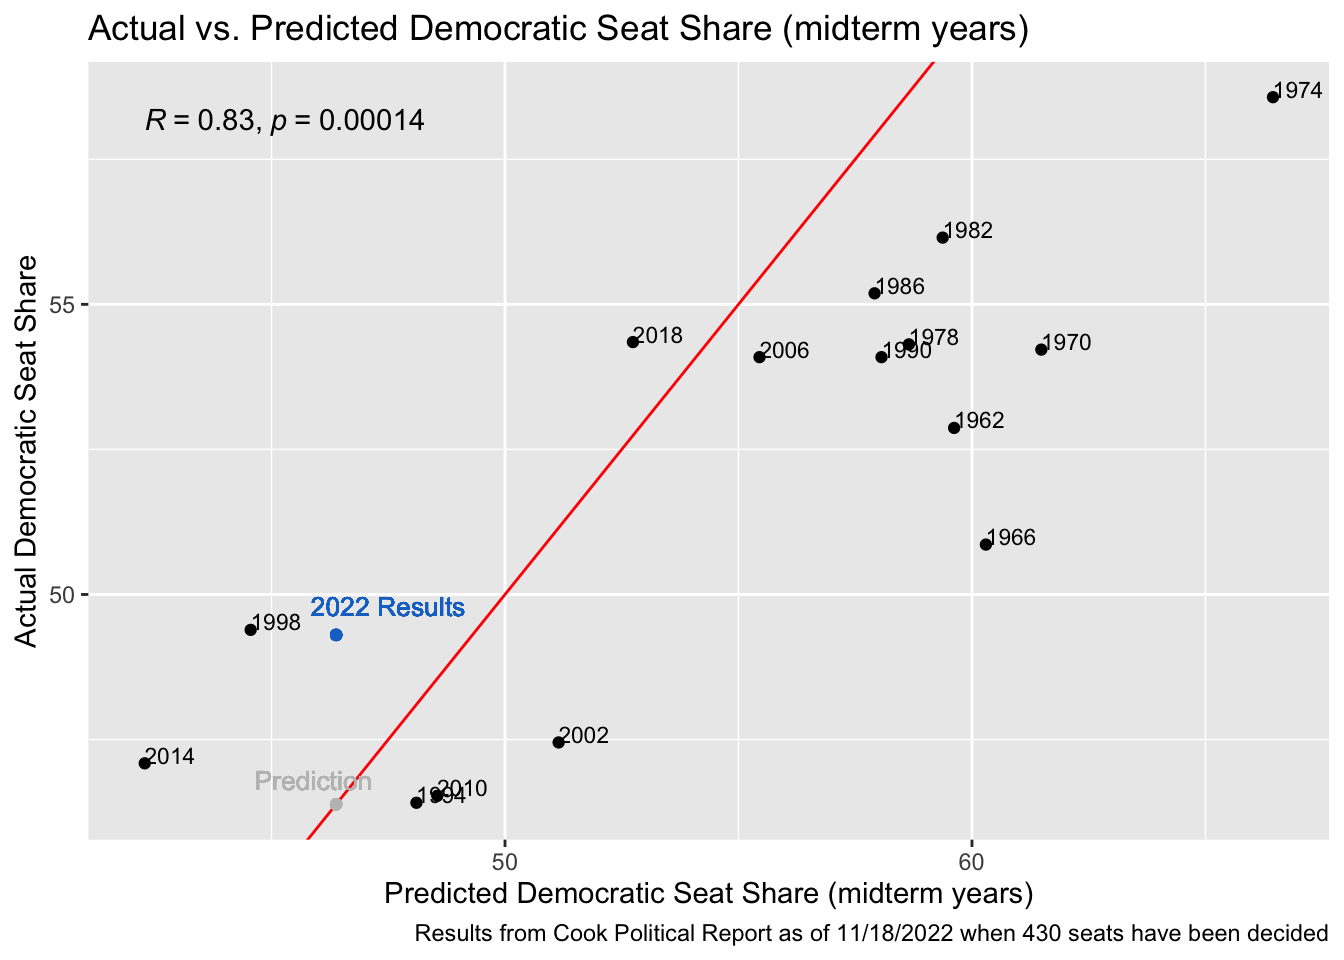 Actual vs. Predicted Democratic Seat Share (midterm years)
R = 0.83, p = 0.00014
1974
1982
1986
2018
1978
1970
2006
1990
1962
1966
2022 Results
1998
2002
2014
Prediction
2010
1994
Actual Democratic Seat Share
55
50
50
60
Predicted Democratic Seat Share (midterm years)
Results from Cook Political Report as of 11/18/2022 when 430 seats have been decided